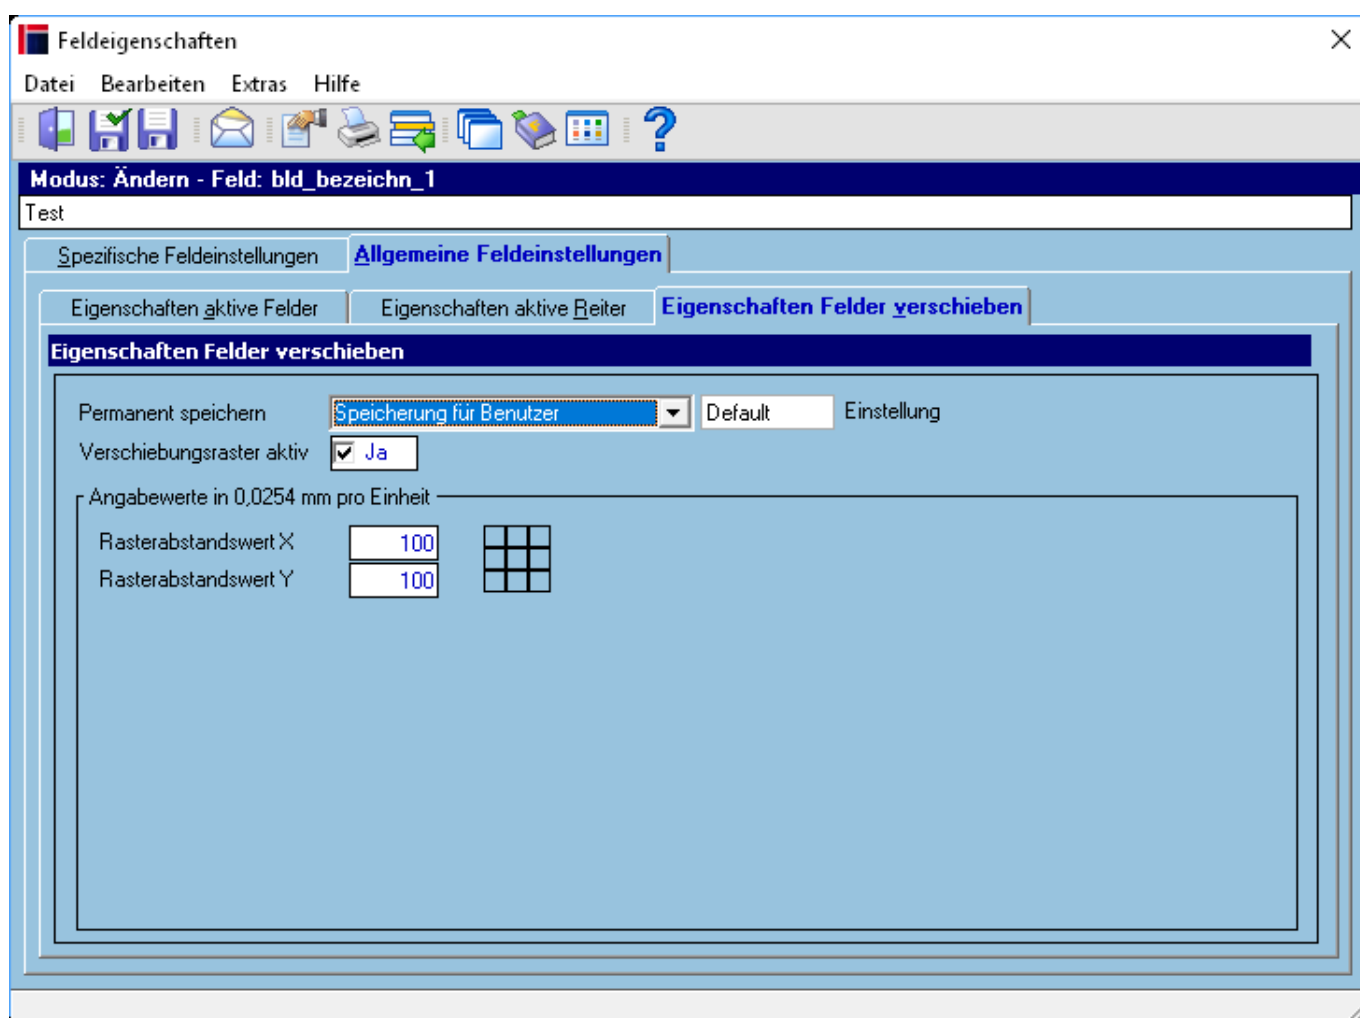 Feldeigenschaften
Datei Bearbeiten Extras Hilfe
Modus: Ändern - Feld: bld_bezeichn_1
Test
Spezifische Feldeinstellungen Allgemeine Feldeinstellungen
Eigenschaften aktive Felder Eigenschaften aktive Reiter Eigenschaften Felder verschieben
Eigenschaften Felder verschieben
Permanent speichern Speicherung für Benutzer Default Einstellung
Verschiebungsraster aktiv Ja
Angabewerte in 0,0254 mm pro Einheit
Rasterabstandswert X 100
Rasterabstandswert Y 100